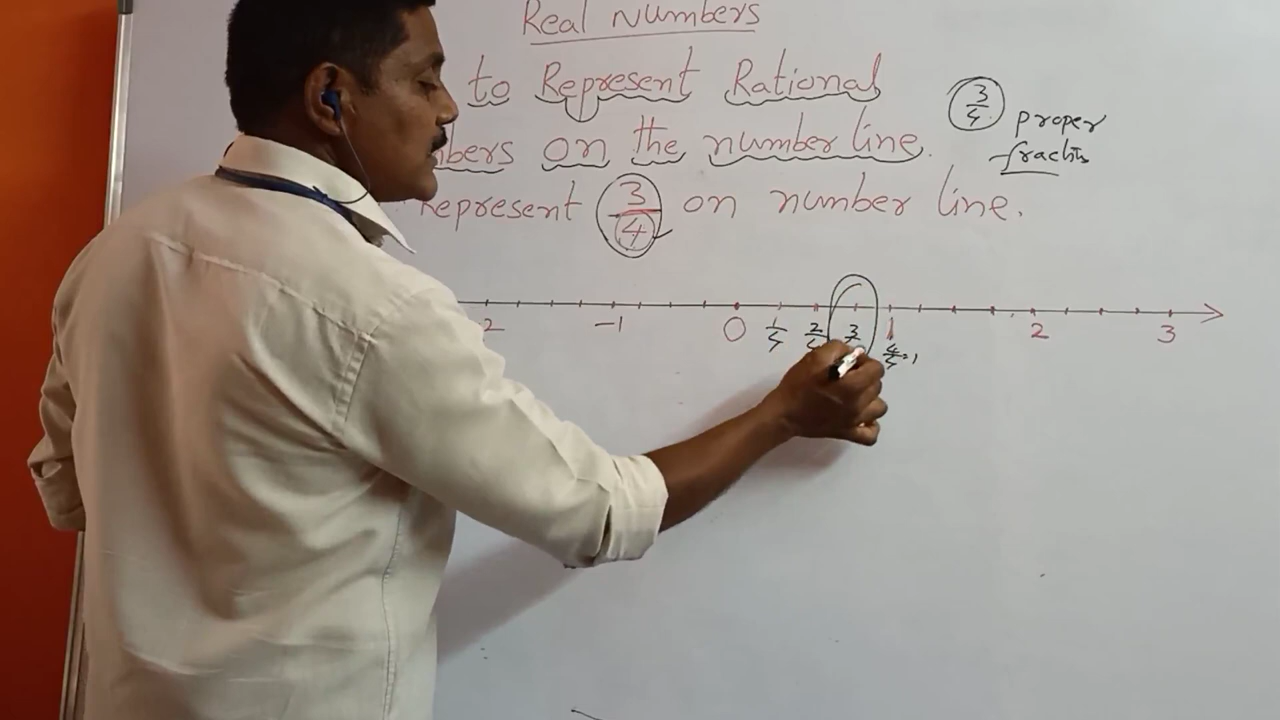 Real Numbers
to Represent Rational
bers on the number line.
Represent 3/4 on number line.
3/4 proper
fraction
2 -1 0 1 2 3
1/4 2/4 3 4/4=1